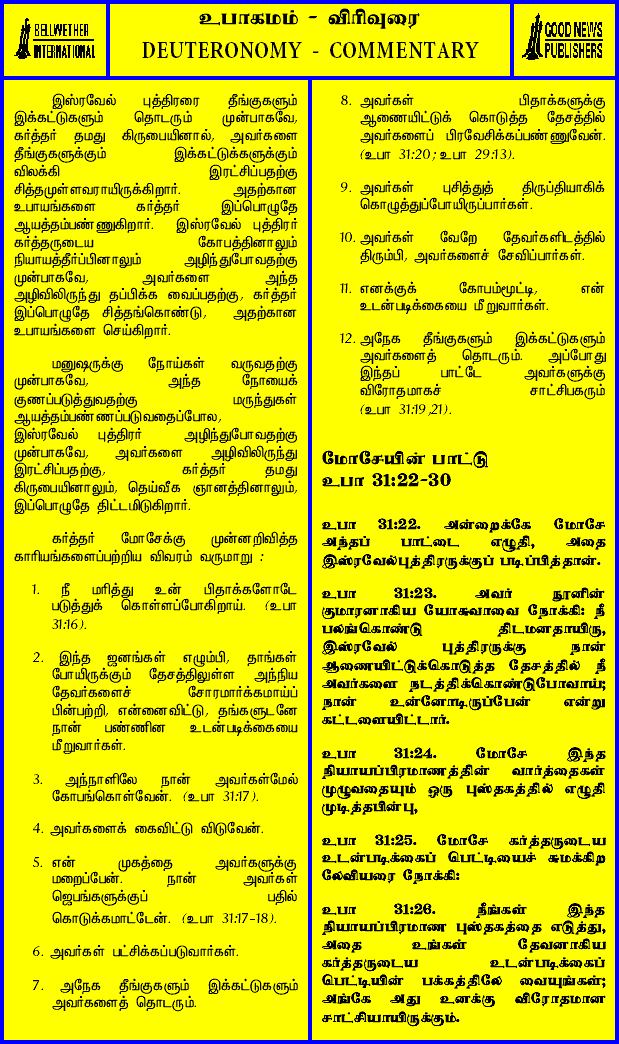 BELLWETHER
INTERNATIONAL
உபாகமம் - விரிவுரை
DEUTERONOMY - COMMENTARY
GOOD NEWS
PUBLISHERS
இஸ்ரவேல் புத்திரரை தீங்குகளும்
இக்கட்டுகளும் தொடரும் முன்பாகவே,
கர்த்தர் தமது கிருபையினால், அவர்களை
தீங்குகளுக்கும் இக்கட்டுக்களுக்கும்
விலக்கி இரட்சிப்பதற்கு
சித்தமுள்ளவராயிருக்கிறார். அதற்கான
உபாயங்களை கர்த்தர் இப்பொழுதே
ஆயத்தம்பண்ணுகிறார். இஸ்ரவேல் புத்திரர்
கர்த்தருடைய கோபத்தினாலும்
நியாயத்தீர்ப்பினாலும் அழிந்துபோவதற்கு
முன்பாகவே, அவர்களை அந்த
அழிவிலிருந்து தப்பிக்க வைப்பதற்கு, கர்த்தர்
இப்பொழுதே சித்தங்கொண்டு, அதற்கான
உபாயங்களை செய்கிறார்.
மனுஷருக்கு நோய்கள் வருவதற்கு
முன்பாகவே, அந்த நோயைக்
குணப்படுத்துவதற்கு மருந்துகள்
ஆயத்தம்பண்ணப்படுவதைப்போல,
இஸ்ரவேல் புத்திரர் அழிந்துபோவதற்கு
முன்பாகவே, அவர்களை அழிவிலிருந்து
இரட்சிப்பதற்கு, கர்த்தர் தமது
கிருபையினாலும், தெய்வீக ஞானத்தினாலும்,
இப்பொழுதே திட்டமிடுகிறார்.
கர்த்தர் மோசேக்கு முன்னறிவித்த
காரியங்களைப்பற்றிய விவரம் வருமாறு :
1. நீ மரித்து உன் பிதாக்களோடே
படுத்துக் கொள்ளப்போகிறாய். (உபா
31:16).
2. இந்த ஜனங்கள் எழும்பி, தாங்கள்
போயிருக்கும் தேசத்திலுள்ள அந்நிய
தேவர்களைச் சோரமார்க்கமாய்ப்
பின்பற்றி, என்னைவிட்டு, தங்களுடனே
நான் பண்ணின உடன்படிக்கையை
மீறுவார்கள்.
3. அந்நாளிலே நான் அவர்கள்மேல்
கோபங்கொள்வேன். (உபா 31:17).
4. அவர்களைக் கைவிட்டு விடுவேன்.
5. என் முகத்தை அவர்களுக்கு
மறைப்பேன். நான் அவர்கள்
ஜெபங்களுக்குப் பதில்
கொடுக்கமாட்டேன். (உபா 31:17-18).
6. அவர்கள் பட்சிக்கப்படுவார்கள்.
7. அநேக தீங்குகளும் இக்கட்டுகளும்
அவர்களைத் தொடரும்.
8. அவர்கள் பிதாக்களுக்கு
ஆணையிட்டுக் கொடுத்த தேசத்தில்
அவர்களைப் பிரவேசிக்கப்பண்ணுவேன்.
(உபா 31:20; உபா 29:13).
9. அவர்கள் புசித்துத் திருப்தியாகிக்
கொழுத்துப்போயிருப்பார்கள்.
10. அவர்கள் வேறே தேவர்களிடத்தில்
திரும்பி, அவர்களைச் சேவிப்பார்கள்.
11. எனக்குக் கோபம்மூட்டி, என்
உடன்படிக்கையை மீறுவார்கள்.
12. அநேக தீங்குகளும் இக்கட்டுகளும்
அவர்களைத் தொடரும். அப்போது
இந்தப் பாட்டே அவர்களுக்கு
விரோதமாகச் சாட்சிபகரும்
(உபா 31:19,21).
மோசேயின் பாட்டு
உபா 31:22-30
உபா 31:22. அன்றைக்கே மோசே
அந்தப் பாட்டை எழுதி, அதை
இஸ்ரவேல்புத்திரருக்குப் படிப்பித்தான்.
உபா 31:23. அவர் நூனின்
குமாரனாகிய யோசுவாவை நோக்கி: நீ
பலங்கொண்டு திடமனதாயிரு,
இஸ்ரவேல் புத்திரருக்கு நான்
ஆணையிட்டுக்கொடுத்த தேசத்தில் நீ
அவர்களை நடத்திக்கொண்டுபோவாய்;
நான் உன்னோடிருப்பேன் என்று
கட்டளையிட்டார்.
உபா 31:24. மோசே இந்த
நியாயப்பிரமாணத்தின் வார்த்தைகள்
முழுவதையும் ஒரு புஸ்தகத்தில் எழுதி
முடித்தபின்பு,
உபா 31:25. மோசே கர்த்தருடைய
உடன்படிக்கைப் பெட்டியைச் சுமக்கிற
லேவியரை நோக்கி:
உபா 31:26. நீங்கள் இந்த
நியாயப்பிரமாண புஸ்தகத்தை எடுத்து,
அதை உங்கள் தேவனாகிய
கர்த்தருடைய உடன்படிக்கைப்
பெட்டியின் பக்கத்திலே வையுங்கள்;
அங்கே அது உனக்கு விரோதமான
சாட்சியாயிருக்கும்.